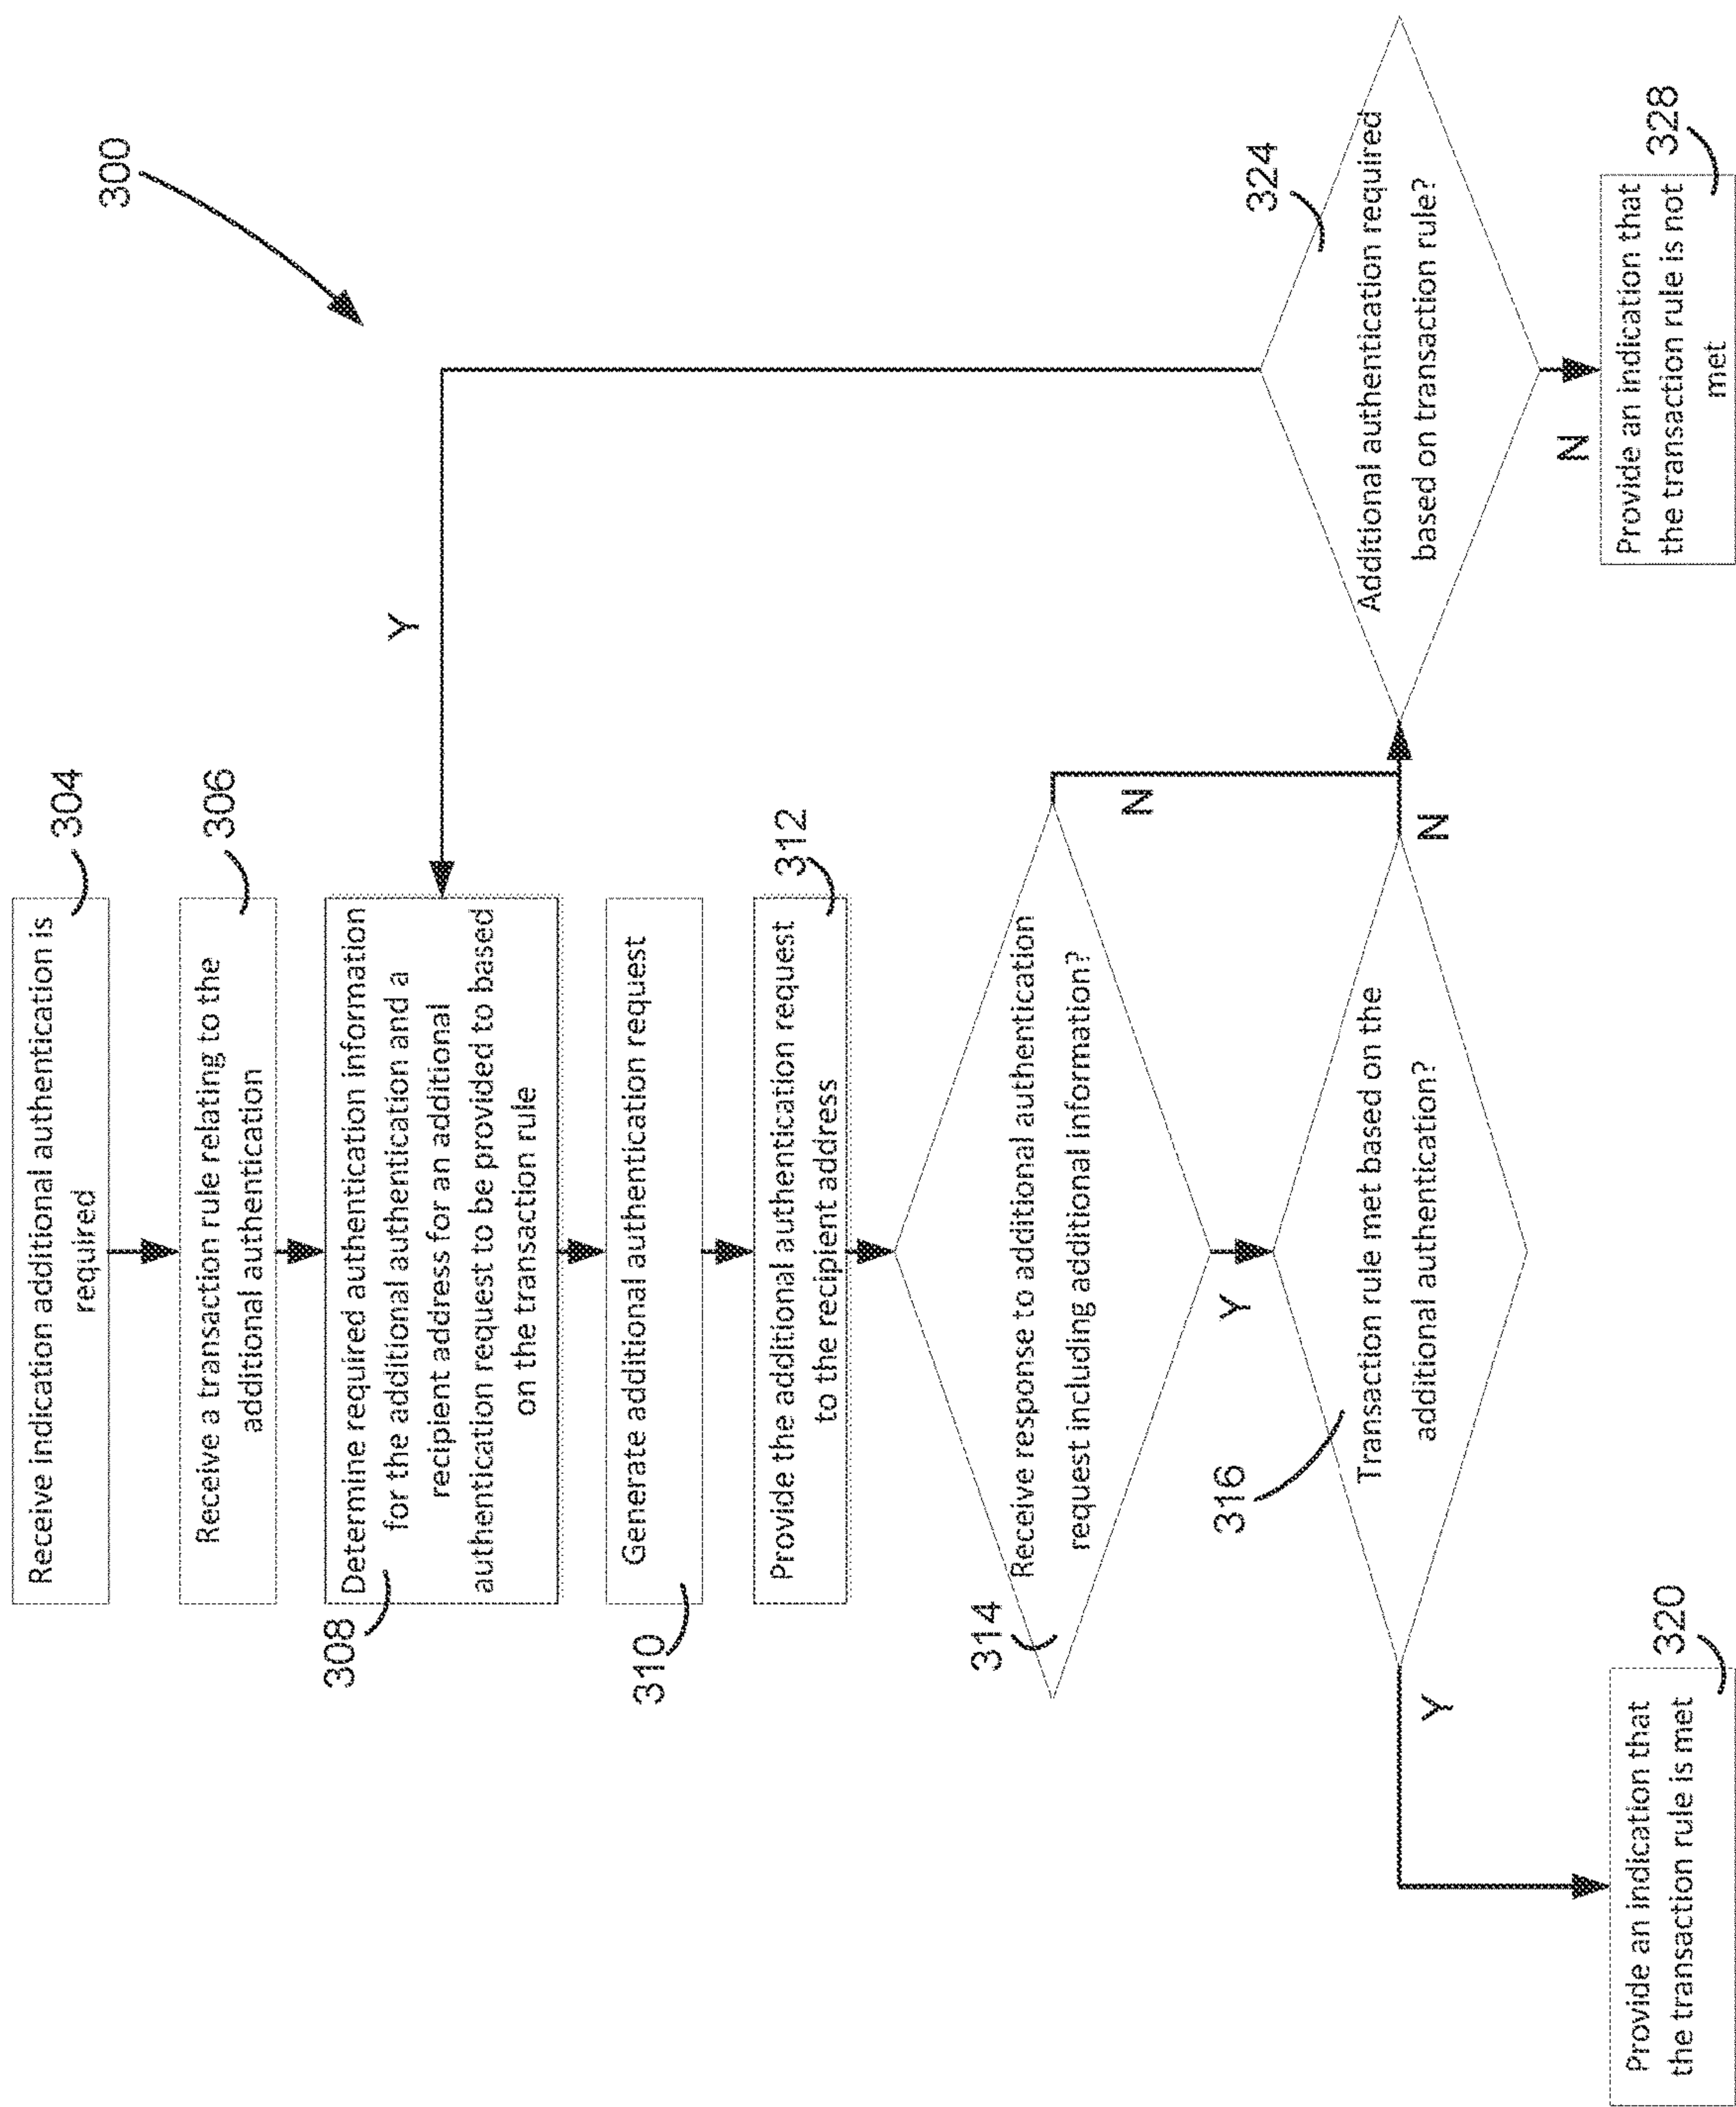 300
Receive indication additional authentication is
required
304
Receive a transaction rule relating to the
additional authentication
306
Determine required authentication information
for the additional authentication and a
recipient address for an additional
authentication request to be provided to based
on the transaction rule
308
Y
Generate additional authentication request
310
Provide the additional authentication request
to the recipient address
312
Receive response to additional authentication
request including additional information?
314
N
Y
Transaction rule met based on the
additional authentication?
316
N
Y
Additional authentication required
based on transaction rule?
324
N
Provide an indication that
the transaction rule is met
320
Provide an indication that
the transaction rule is not
met
328